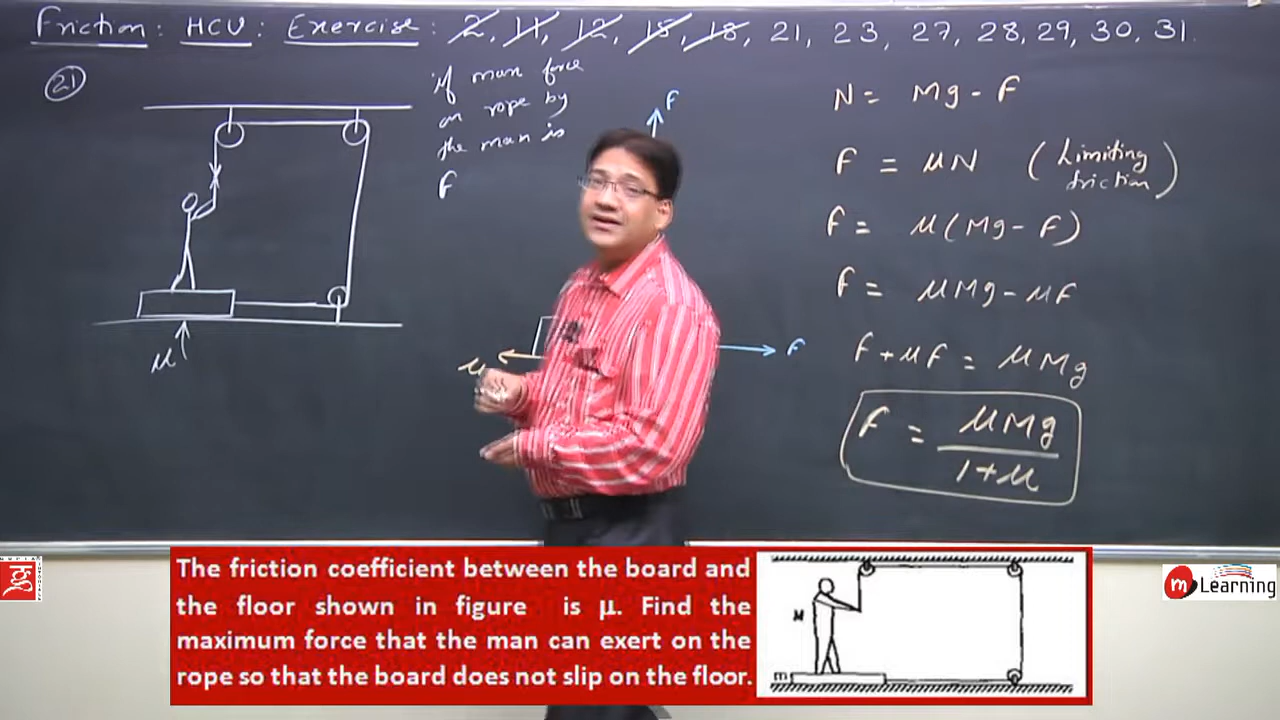 Friction: HCV: Exercise: 2, 11, 12, 15, 18, 21, 23, 27, 28, 29, 30, 31.
21
μ
if man force
on rope by
the man is
F
F
F
μ
N = Mg - F
F = μN (Limiting friction)
F = μ(Mg - F)
F = μMg - μF
F + μF = μMg
F = μMg / 1+μ
The friction coefficient between the board and
the floor shown in figure is μ. Find the
maximum force that the man can exert on the
rope so that the board does not slip on the floor.
M
m
m Learning